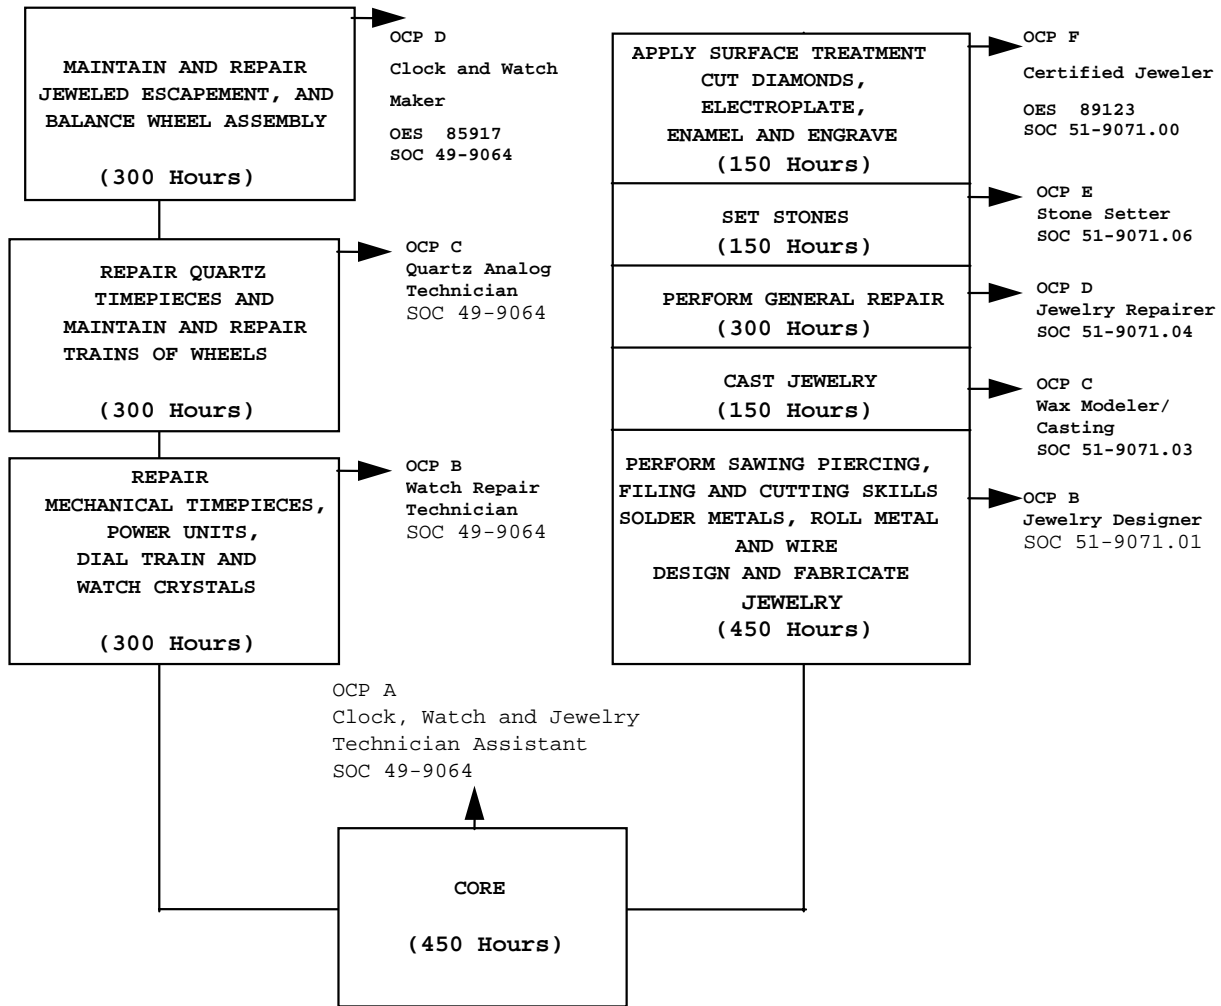 OCP D
Clock and Watch
Maker
OES 85917
SOC 49-9064
MAINTAIN AND REPAIR
JEWELED ESCAPEMENT, AND
BALANCE WHEEL ASSEMBLY
(300 Hours)
OCP C
Quartz Analog
Technician
SOC 49-9064
REPAIR QUARTZ
TIMEPIECES AND
MAINTAIN AND REPAIR
TRAINS OF WHEELS
(300 Hours)
OCP B
Watch Repair
Technician
SOC 49-9064
REPAIR
MECHANICAL TIMEPIECES,
POWER UNITS,
DIAL TRAIN AND
WATCH CRYSTALS
(300 Hours)
APPLY SURFACE TREATMENT
CUT DIAMONDS,
ELECTROPLATE,
ENAMEL AND ENGRAVE
(150 Hours)
OCP F
Certified Jeweler
OES 89123
SOC 51-9071.00
SET STONES
(150 Hours)
OCP E
Stone Setter
SOC 51-9071.06
PERFORM GENERAL REPAIR
(300 Hours)
OCP D
Jewelry Repairer
SOC 51-9071.04
CAST JEWELRY
(150 Hours)
OCP C
Wax Modeler/
Casting
SOC 51-9071.03
PERFORM SAWING PIERCING,
FILING AND CUTTING SKILLS
SOLDER METALS, ROLL METAL
AND WIRE
DESIGN AND FABRICATE
JEWELRY
(450 Hours)
OCP B
Jewelry Designer
SOC 51-9071.01
OCP A
Clock, Watch and Jewelry
Technician Assistant
SOC 49-9064
CORE
(450 Hours)